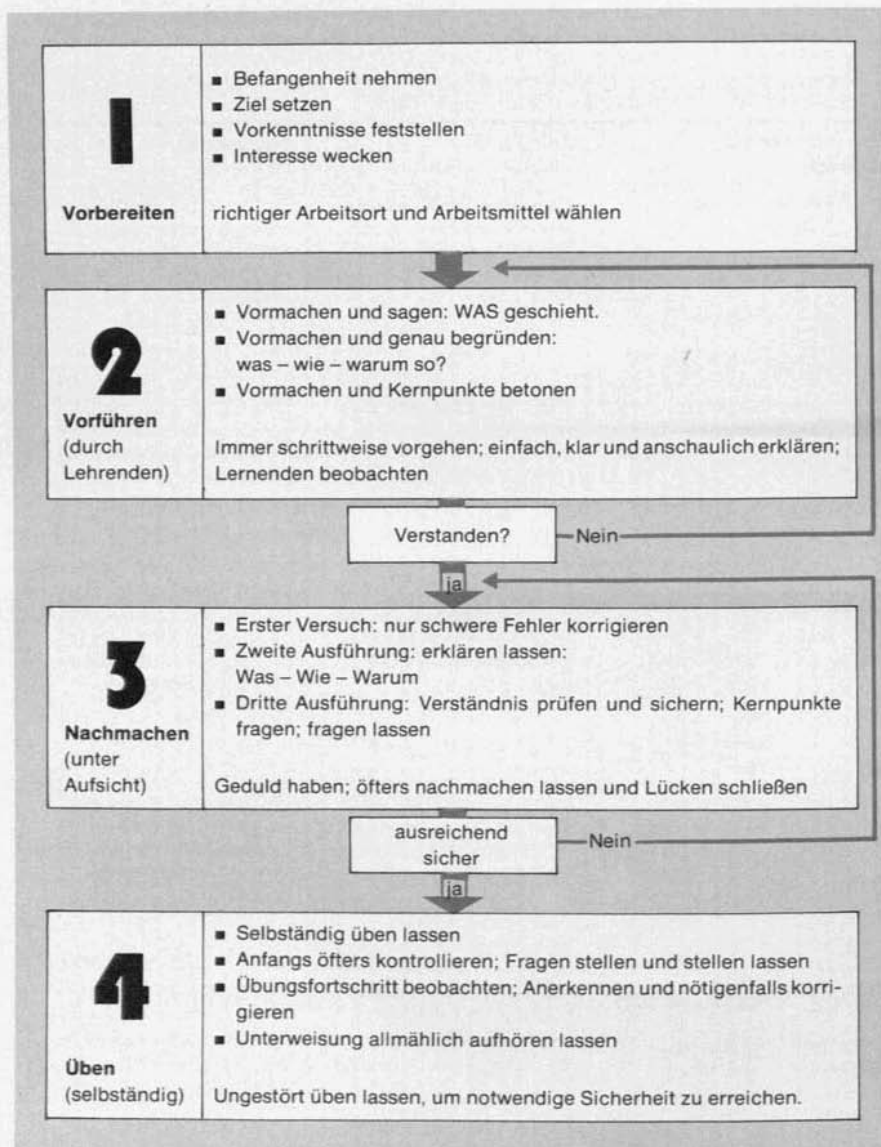 1
Vorbereiten
■ Befangenheit nehmen
■ Ziel setzen
■ Vorkenntnisse feststellen
■ Interesse wecken
richtiger Arbeitsort und Arbeitsmittel wählen
2
Vorführen
(durch
Lehrenden)
■ Vormachen und sagen: WAS geschieht.
■ Vormachen und genau begründen:
was – wie – warum so?
■ Vormachen und Kernpunkte betonen
Immer schrittweise vorgehen; einfach, klar und anschaulich erklären;
Lernenden beobachten
Verstanden?
Nein
ja
3
Nachmachen
(unter
Aufsicht)
■ Erster Versuch: nur schwere Fehler korrigieren
■ Zweite Ausführung: erklären lassen:
Was – Wie – Warum
■ Dritte Ausführung: Verständnis prüfen und sichern; Kernpunkte
fragen; fragen lassen
Geduld haben; öfters nachmachen lassen und Lücken schließen
ausreichend
sicher
Nein
ja
4
Üben
(selbständig)
■ Selbständig üben lassen
■ Anfangs öfters kontrollieren; Fragen stellen und stellen lassen
■ Übungsfortschritt beobachten; Anerkennen und nötigenfalls korri-
gieren
■ Unterweisung allmählich aufhören lassen
Ungestört üben lassen, um notwendige Sicherheit zu erreichen.